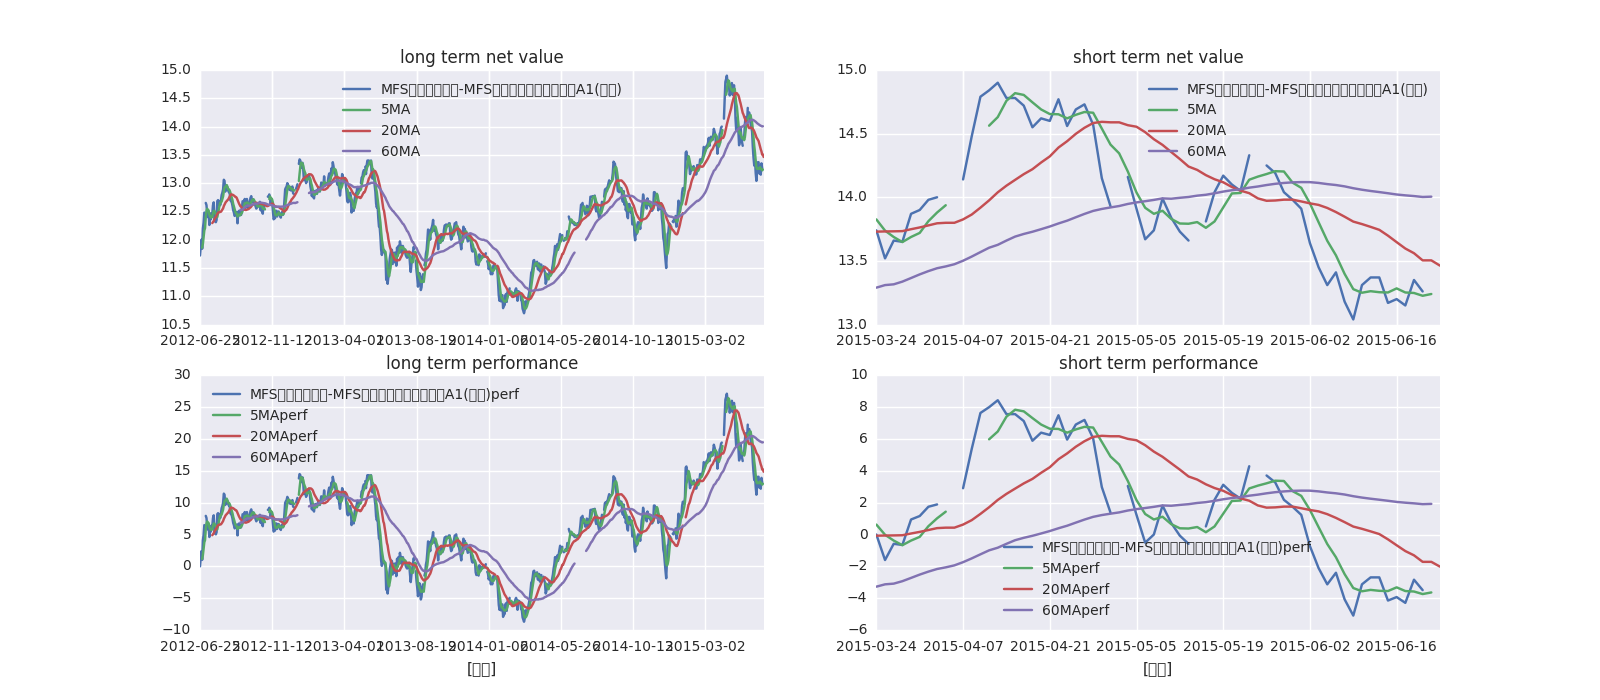 long term net value
15.0
14.5
14.0
13.5
13.0
12.5
12.0
11.5
11.0
10.5
MFS -MFS A1( )
5MA
20MA
60MA
2012-06-25 2012-11-12 2013-04-01 2013-08-19 2014-01-06 2014-05-26 2014-10-13 2015-03-02
short term net value
15.0
14.5
14.0
13.5
13.0
MFS -MFS A1( )
5MA
20MA
60MA
2015-03-24 2015-04-07 2015-04-21 2015-05-05 2015-05-19 2015-06-02 2015-06-16
long term performance
30
25
20
15
10
5
0
−5
−10
MFS -MFS A1( )perf
5MAperf
20MAperf
60MAperf
2012-06-25 2012-11-12 2013-04-01 2013-08-19 2014-01-06 2014-05-26 2014-10-13 2015-03-02
[ ]
short term performance
10
8
6
4
2
0
−2
−4
−6
MFS -MFS A1( )perf
5MAperf
20MAperf
60MAperf
2015-03-24 2015-04-07 2015-04-21 2015-05-05 2015-05-19 2015-06-02 2015-06-16
[ ]